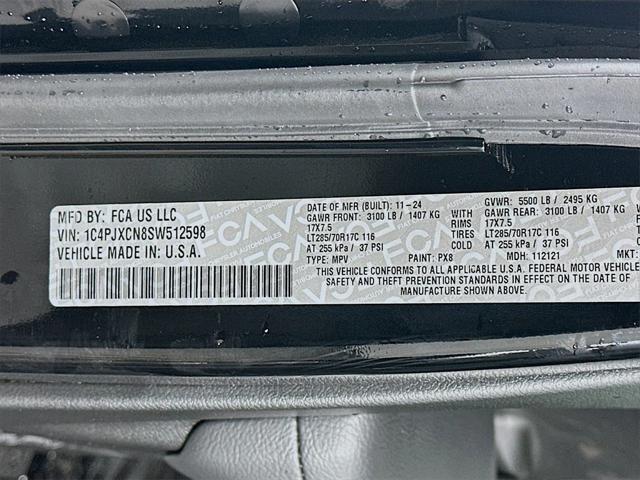 MFD BY: FCA US LLC
VIN: 1C4PJXCN8SW512598
VEHICLE MADE IN: U.S.A.
DATE OF MFR (BUILT): 11-24
GVWR: 5500 LB / 2495 KG
GAWR FRONT: 3100 LB / 1407 KG
GAWR REAR: 3100 LB / 1407 KG
17X7.5 RIMS 17X7.5
TIRES
LT285/70R17C 116 LT285/70R17C 116
AT 255 kPa / 37 PSI AT 255 kPa / 37 PSI
TYPE: MPV PAINT: PX8 MDH: 112121 MKT:
THIS VEHICLE CONFORMS TO ALL APPLICABLE U.S.A. FEDERAL MOTOR VEHICLE
SAFETY AND THEFT PREVENTION STANDARDS IN EFFECT ON THE DATE OF
MANUFACTURE SHOWN ABOVE.